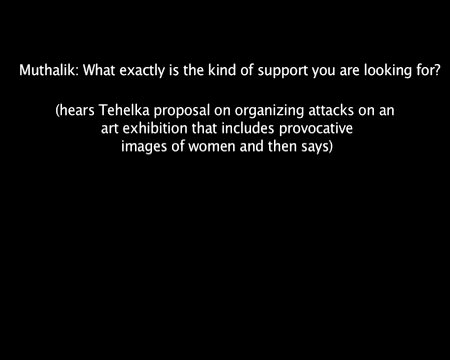 Muthalik: What exactly is the kind of support you are looking for?
(hears Tehelka proposal on organizing attacks on an
art exhibition that includes provocative
images of women and then says)